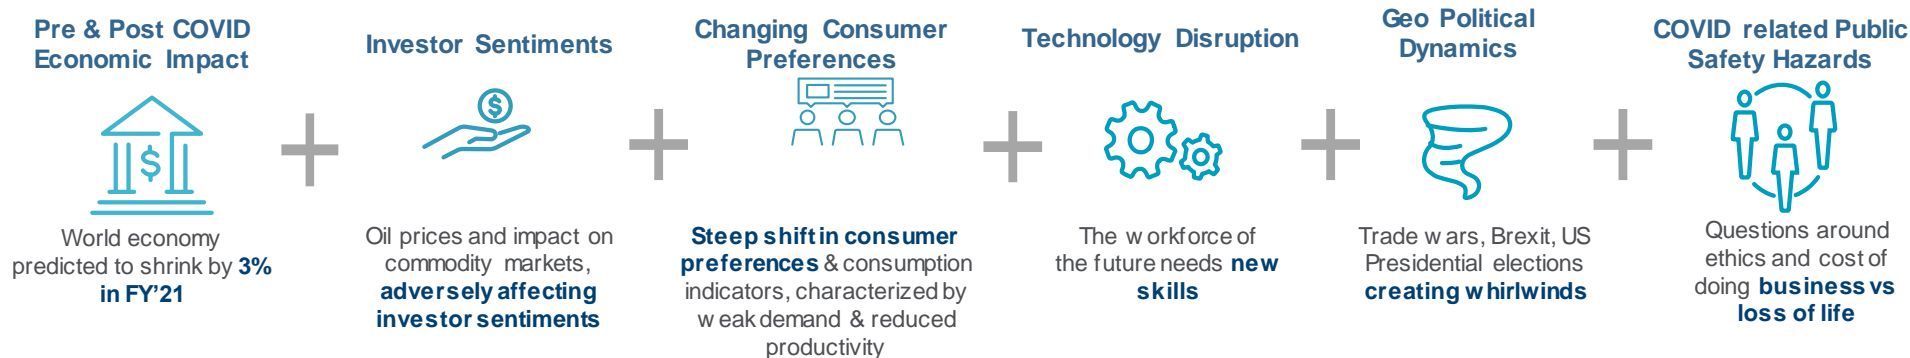 Pre & Post COVID
Economic Impact
$
World economy
predicted to shrink by 3%
in FY'21
Investor Sentiments
$
Oil prices and impact on
commodity markets,
adversely affecting
investor sentiments
Changing Consumer
Preferences
Steep shift in consumer
preferences & consumption
indicators, characterized by
weak demand & reduced
productivity
Technology Disruption
The workforce of
the future needs new
skills
Geo Political
Dynamics
Trade wars, Brexit, US
Presidential elections
creating whirlwinds
COVID related Public
Safety Hazards
Questions around
ethics and cost of
doing business vs
loss of life